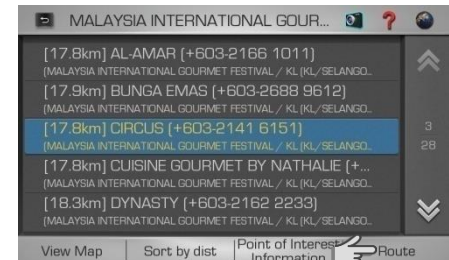 MALAYSIA INTERNATIONAL GOUR...
[17.8km] AL-AMAR (+603-2166 1011)
(MALAYSIA INTERNATIONAL GOURMET FESTIVAL / KL (KL/SELANGO..
[17.9km] BUNGA EMAS (+603-2688 9612)
(MALAYSIA INTERNATIONAL GOURMET FESTIVAL / KL (KL/SELANGO..
[17.8km] CIRCUS (+603-2141 6151)
(MALAYSIA INTERNATIONAL GOURMET FESTIVAL / KL (KL/SELANGO..
3
28
[17.8km] CUISINE GOURMET BY NATHALIE (+...
(MALAYSIA INTERNATIONAL GOURMET FESTIVAL / KL (KL/SELANGO..
[18.3km] DYNASTY (+603-2162 2233)
(MALAYSIA INTERNATIONAL GOURMET FESTIVAL / KL (KL/SELANGO..
View Map
Sort by dist
Point of Interest
Information
Route